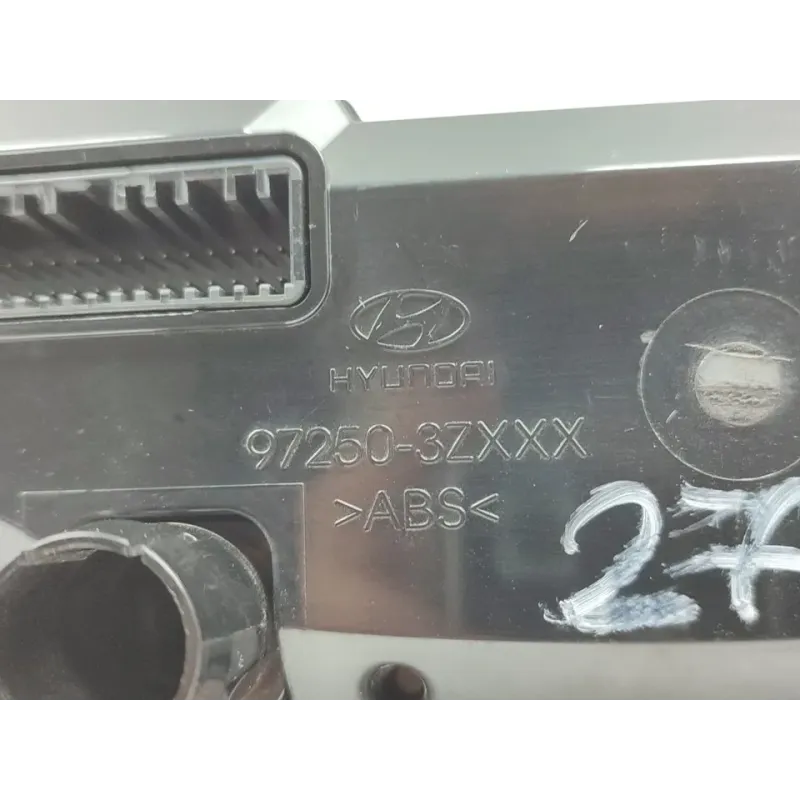 HYUNDAI
97250-3ZXXX
>ABS<
27